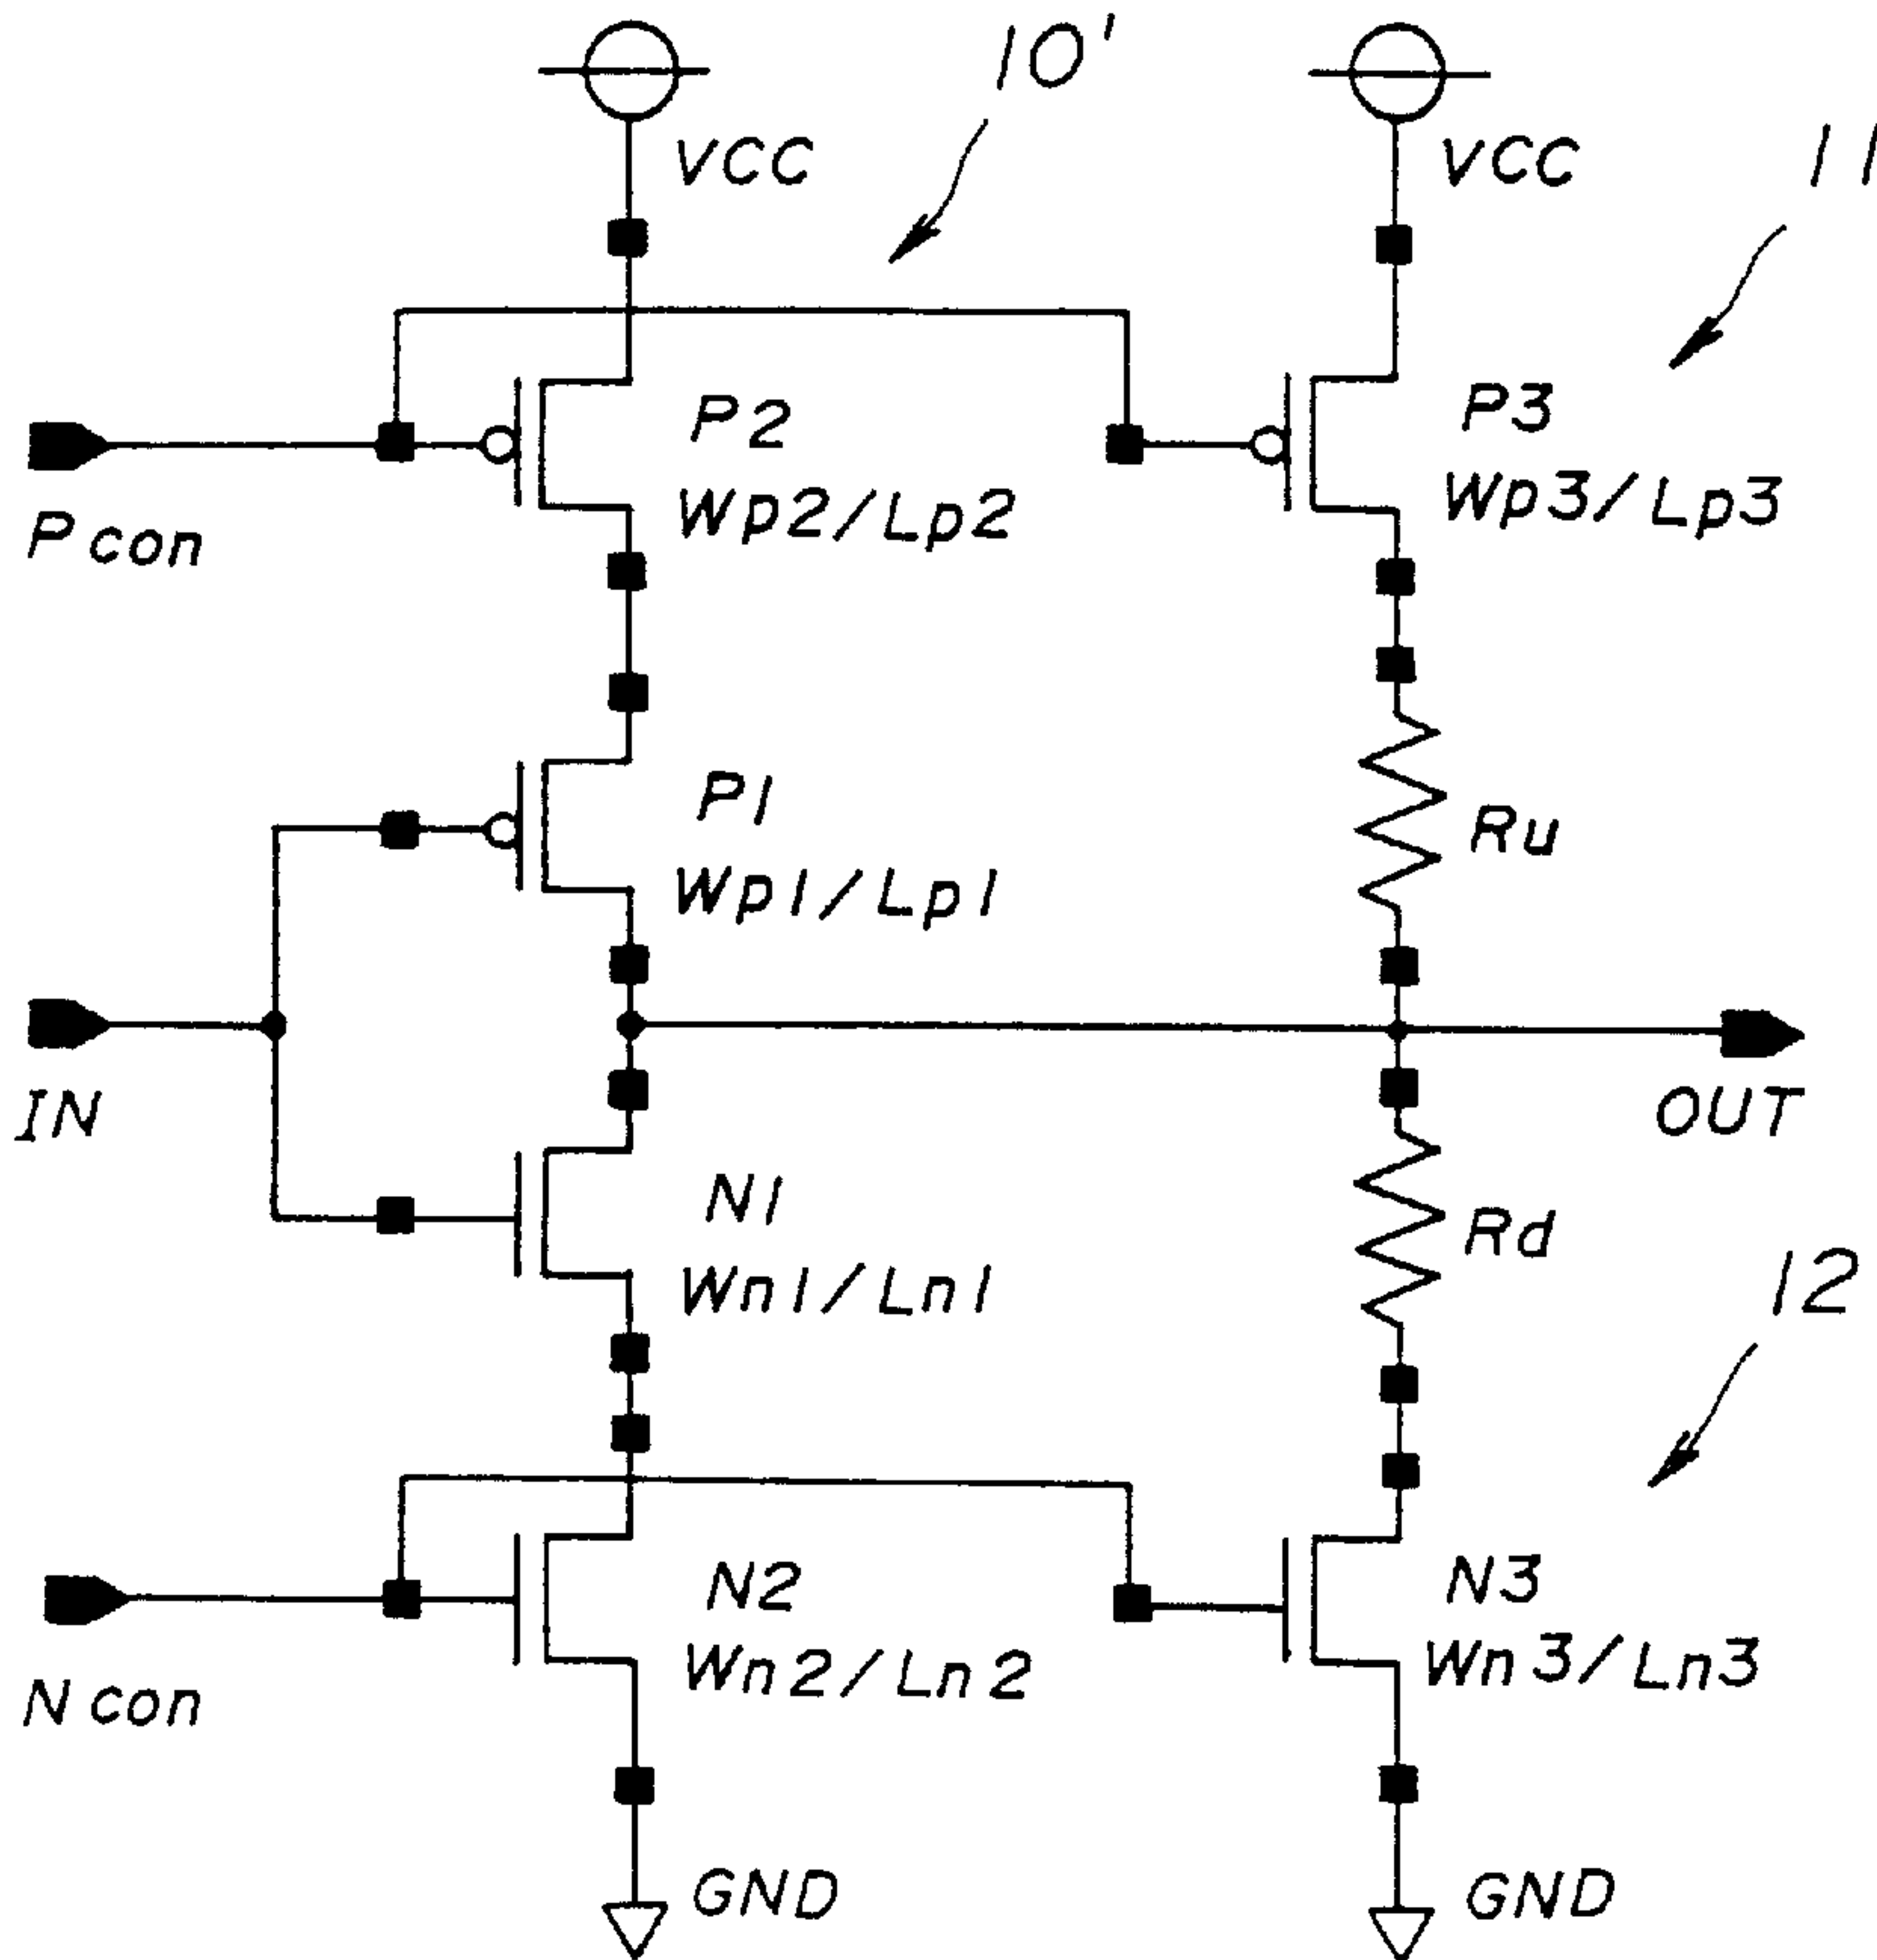 10'
VCC
VCC
11
P2
P3
Wp2/Lp2
Wp3/Lp3
Pcon
P1
Ru
Wp1/Lp1
IN
OUT
N1
Rd
Wn1/Ln1
12
N2
N3
Wn2/Ln2
Wn3/Ln3
Ncon
GND
GND